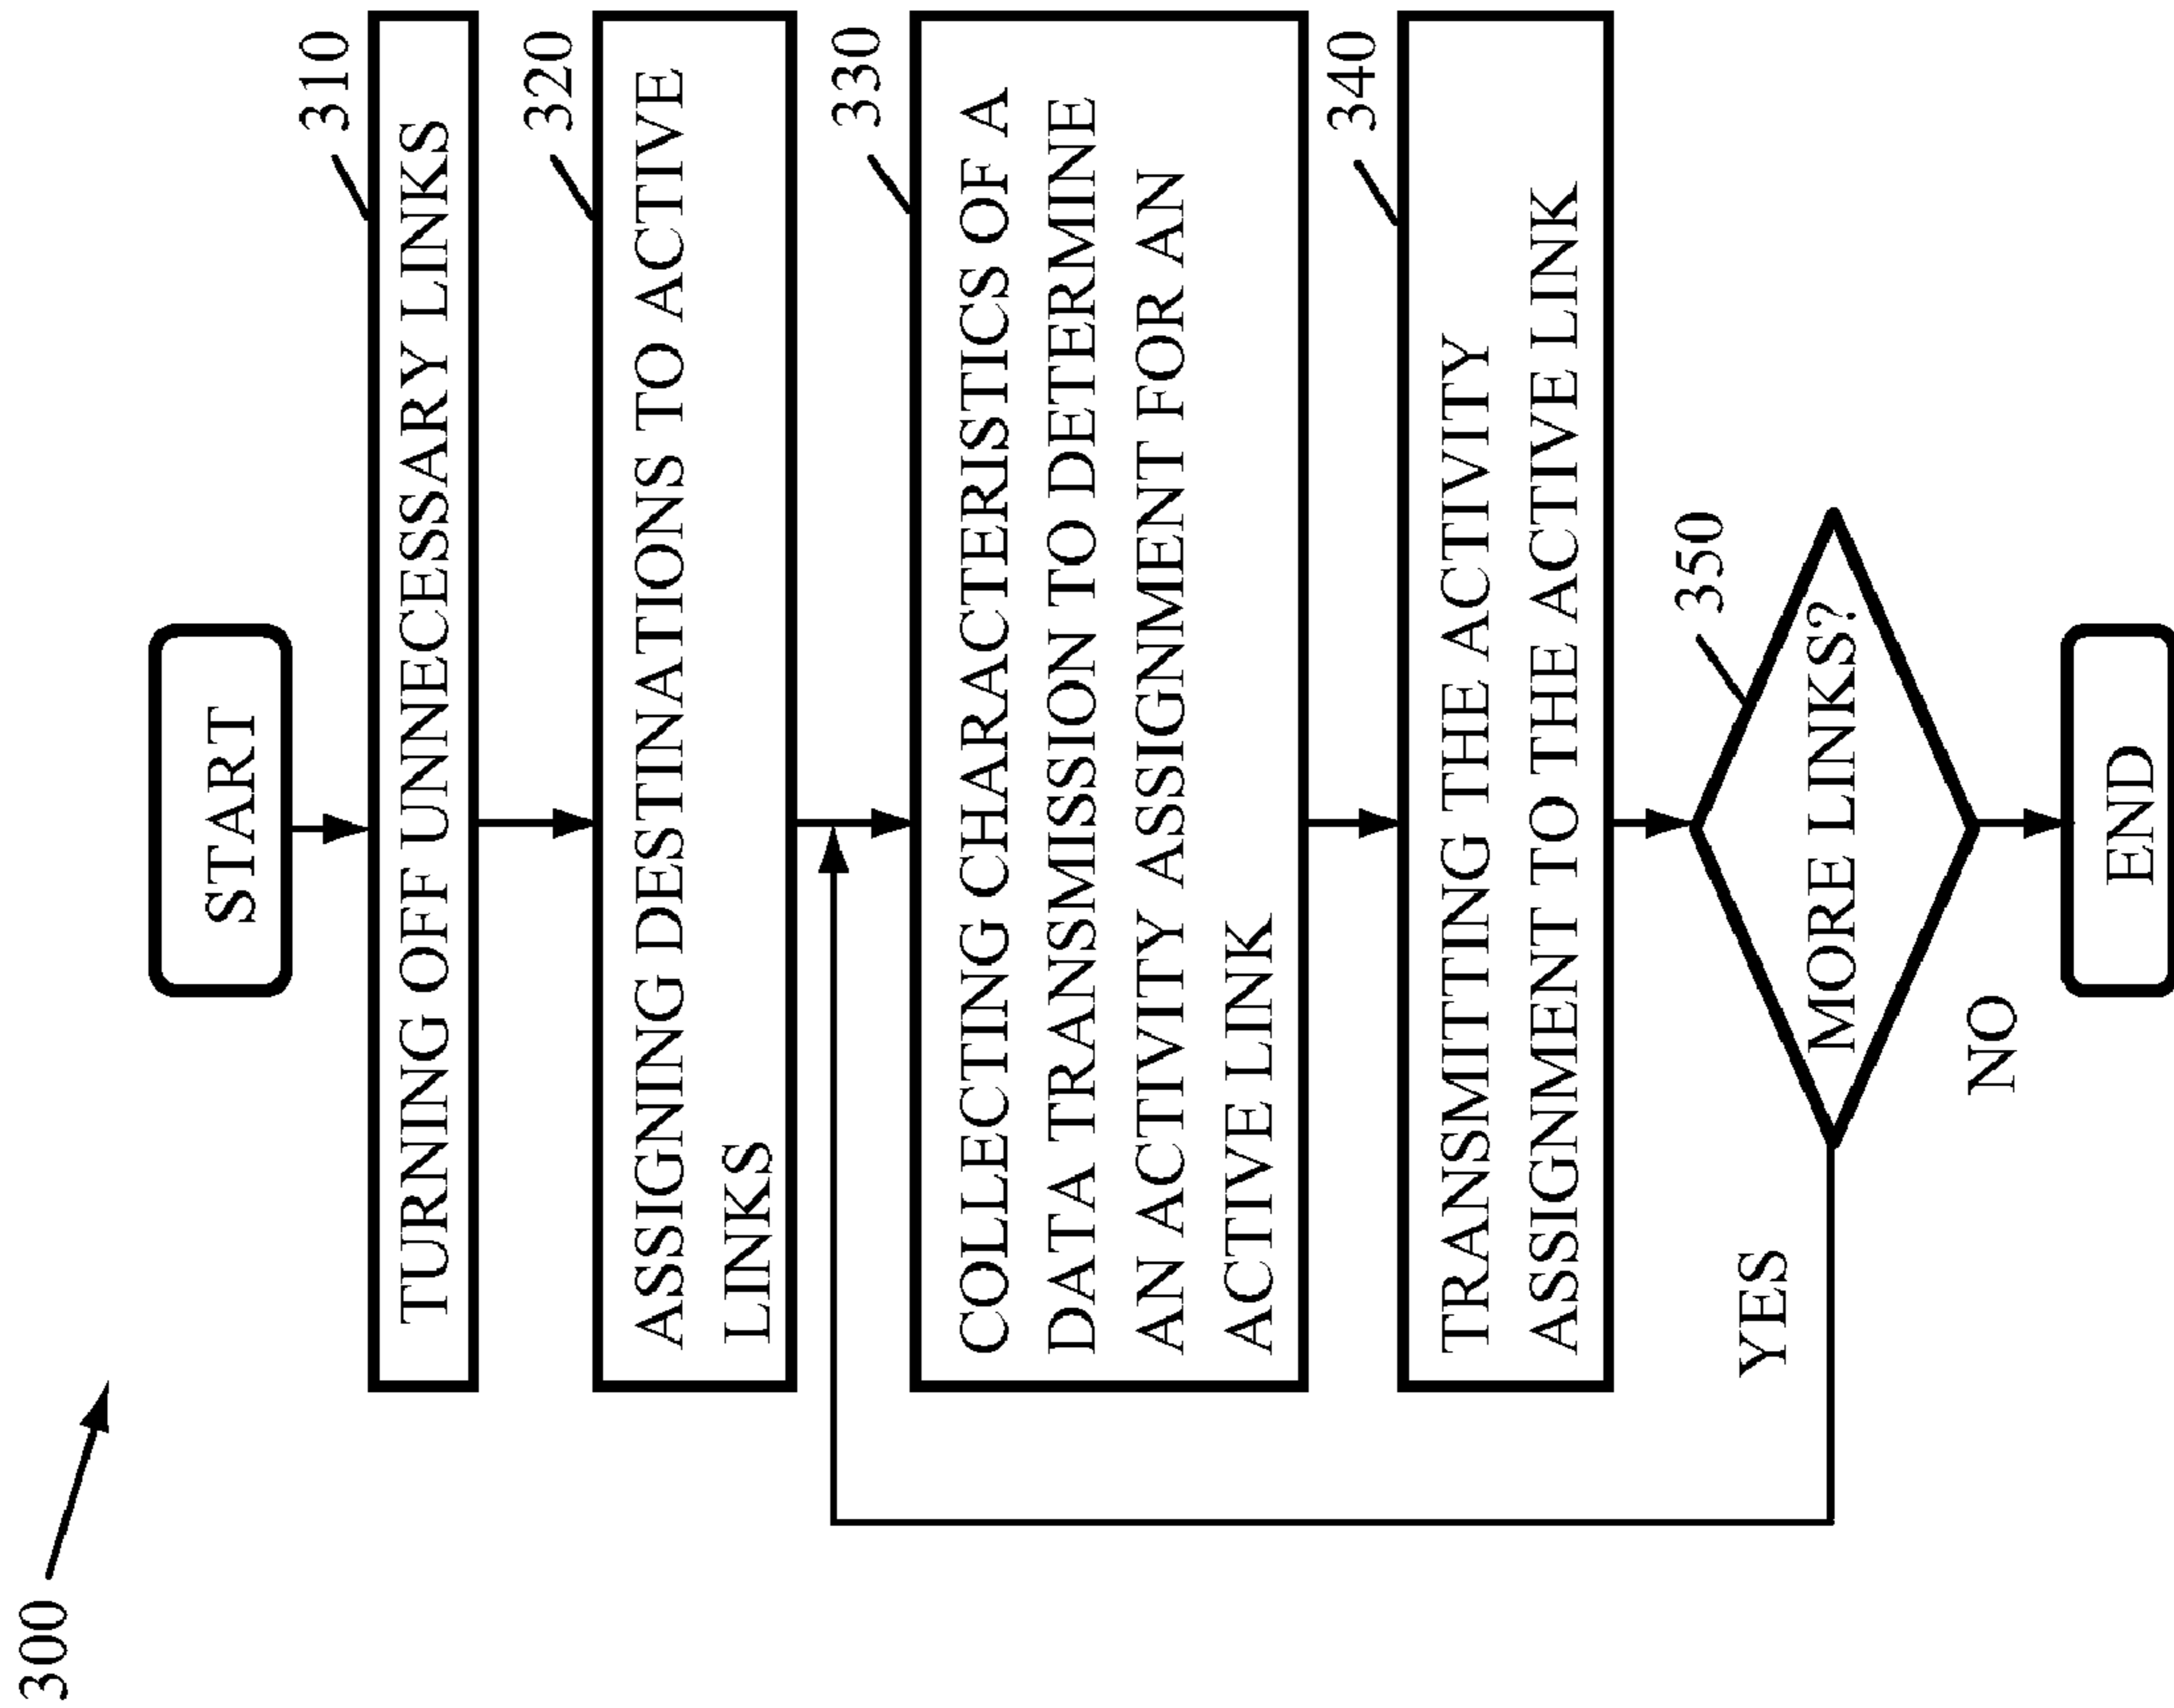 300
START
310
TURNING OFF UNNECESSARY LINKS
320
ASSIGNING DESTINATIONS TO ACTIVE
LINKS
330
COLLECTING CHARACTERISTICS OF A
DATA TRANSMISSION TO DETERMINE
AN ACTIVITY ASSIGNMENT FOR AN
ACTIVE LINK
340
TRANSMITTING THE ACTIVITY
ASSIGNMENT TO THE ACTIVE LINK
350
MORE LINKS?
YES
NO
END